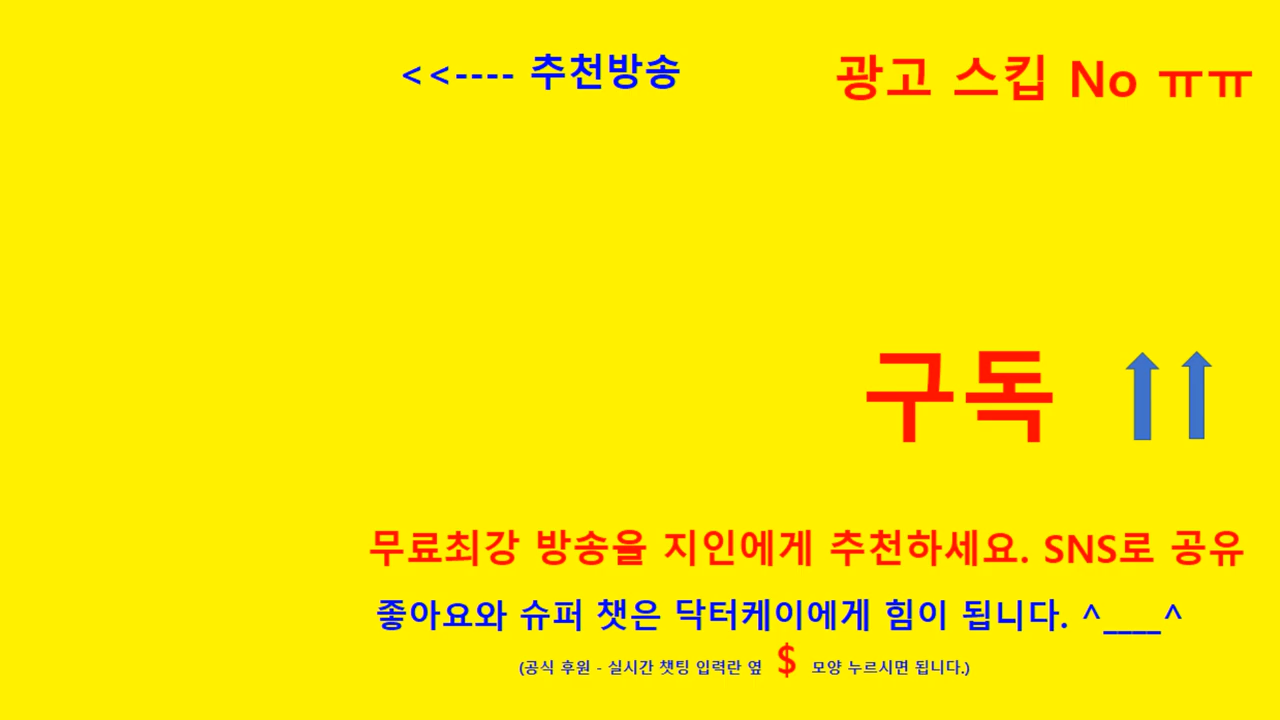 <<---- 추천방송
광고 스킵 No ㅠㅠ
구독
무료최강 방송을 지인에게 추천하세요. SNS로 공유
좋아요와 슈퍼 챗은 닥터케이에게 힘이 됩니다. ^____^
(공식 후원 - 실시간 챗팅 입력란 옆 $ 모양 누르시면 됩니다.)